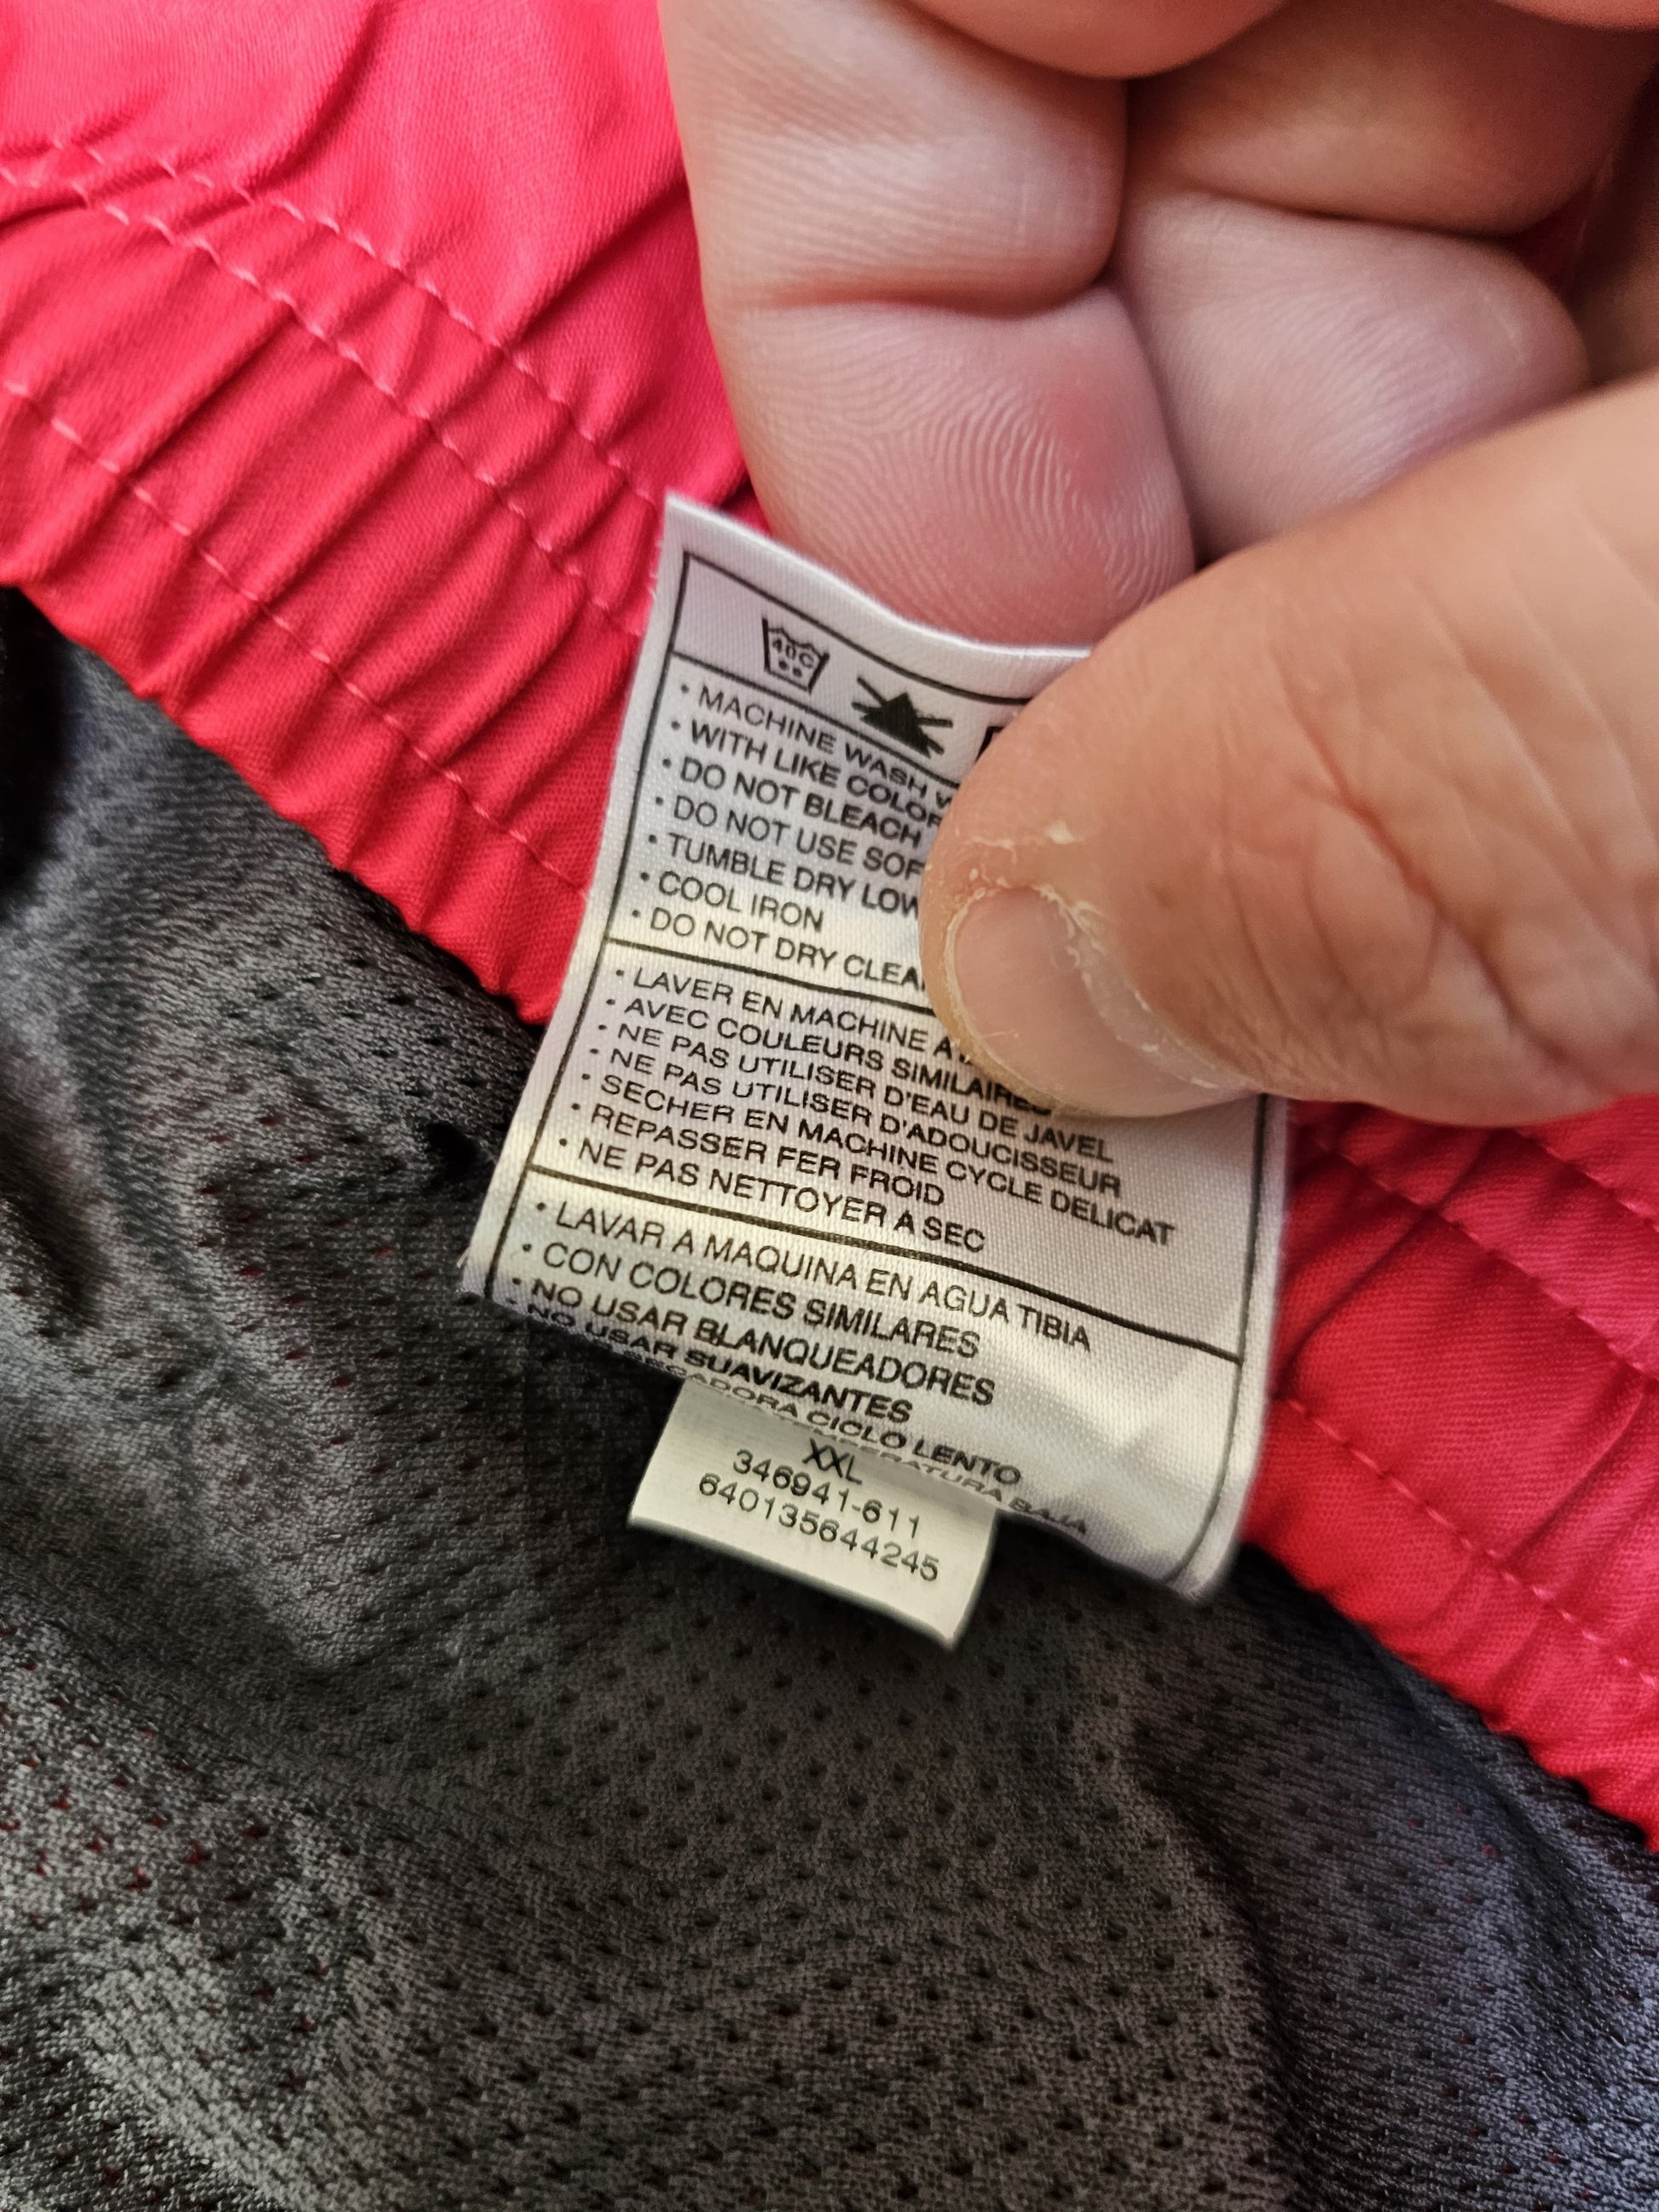 40C
• MACHINE WASH
• WITH LIKE
• DO NOT BLEACH
• DO NOT USE
• TUMBLE DRY LOW
• COOL IRON
• DO NOT DRY
• LAVER EN MACHINE A
• AVEC COULEURS SIMILAIRES
• NE PAS UTILISER D'EAU DE JAVEL
• NE PAS UTILISER D'ADOUCISSEUR
• SECHER EN MACHINE CYCLE DELICAT
• REPASSER FER FROID
• NE PAS NETTOYER A SEC
• LAVAR A MAQUINA EN AGUA TIBIA
• CON COLORES SIMILARES
• NO USAR BLANQUEADORES
• NO USAR SUAVIZANTES
CICLO LENTO
BAJA
XXL
346941-611
640135644245